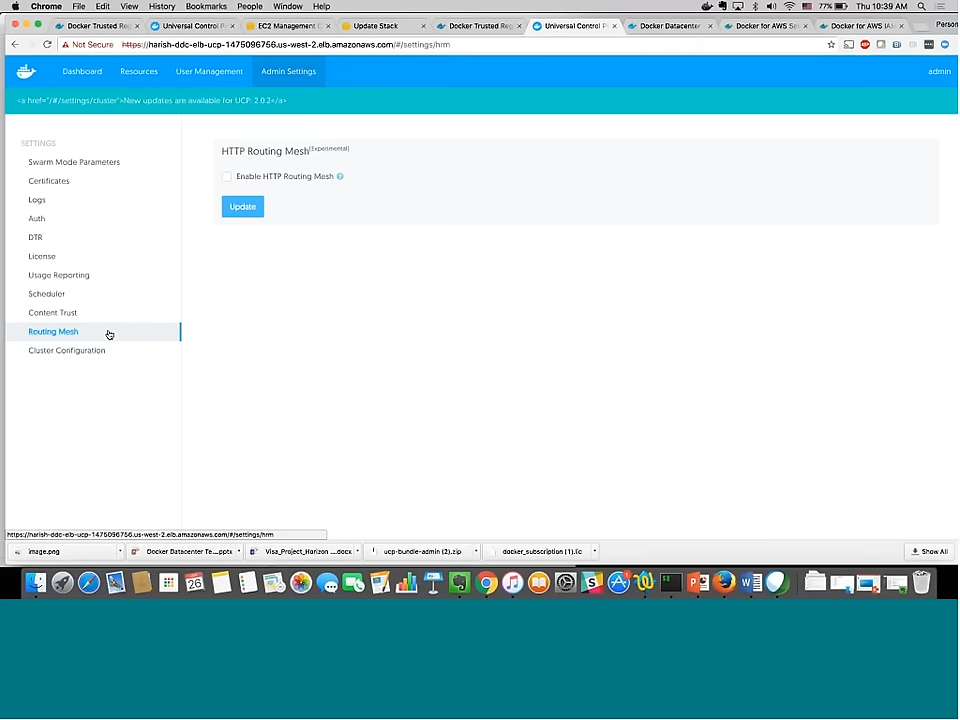 Chrome File Edit View History Bookmarks People Window Help 77% Thu 10:39 AM
Docker Trusted Reg Universal Control P EC2 Management C Update Stack Docker Trusted Reg Universal Control P Docker Datacenter Docker for AWS Se Docker for AWS IA Person
Not Secure https://harish-ddc-elb-ucp-1475096756.us-west-2.elb.amazonaws.com/#/settings/hrm
Dashboard Resources User Management Admin Settings admin
<a href="/#/settings/cluster">New updates are available for UCP: 2.0.2</a>
SETTINGS
Swarm Mode Parameters
Certificates
Logs
Auth
DTR
License
Usage Reporting
Scheduler
Content Trust
Routing Mesh
Cluster Configuration
HTTP Routing Mesh(Experimental)
Enable HTTP Routing Mesh
Update
https://harish-ddc-elb-ucp-1475096756.us-west-2.elb.amazonaws.com/#/settings/hrm
image.png Docker Datacenter Te....pptx Visa_Project_Horizon ....docx ucp-bundle-admin (2).zip docker_subscription (1).lic Show All
26